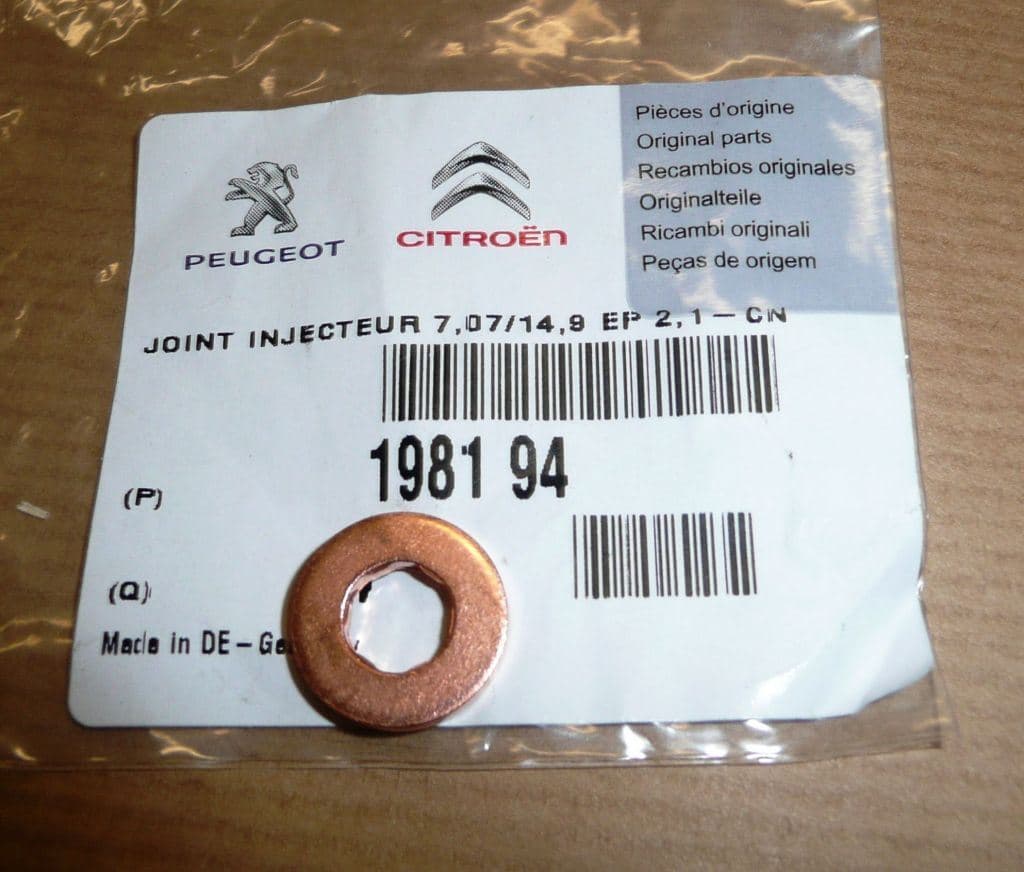 PEUGEOT
CITROËN
Pièces d'origine
Original parts
Recambios originales
Originalteile
Ricambi originali
Peças de origem
JOINT INJECTEUR 7,07/14,9 EP 2,1-CN
1981 94
(P)
(Q)
Made in DE-Ge